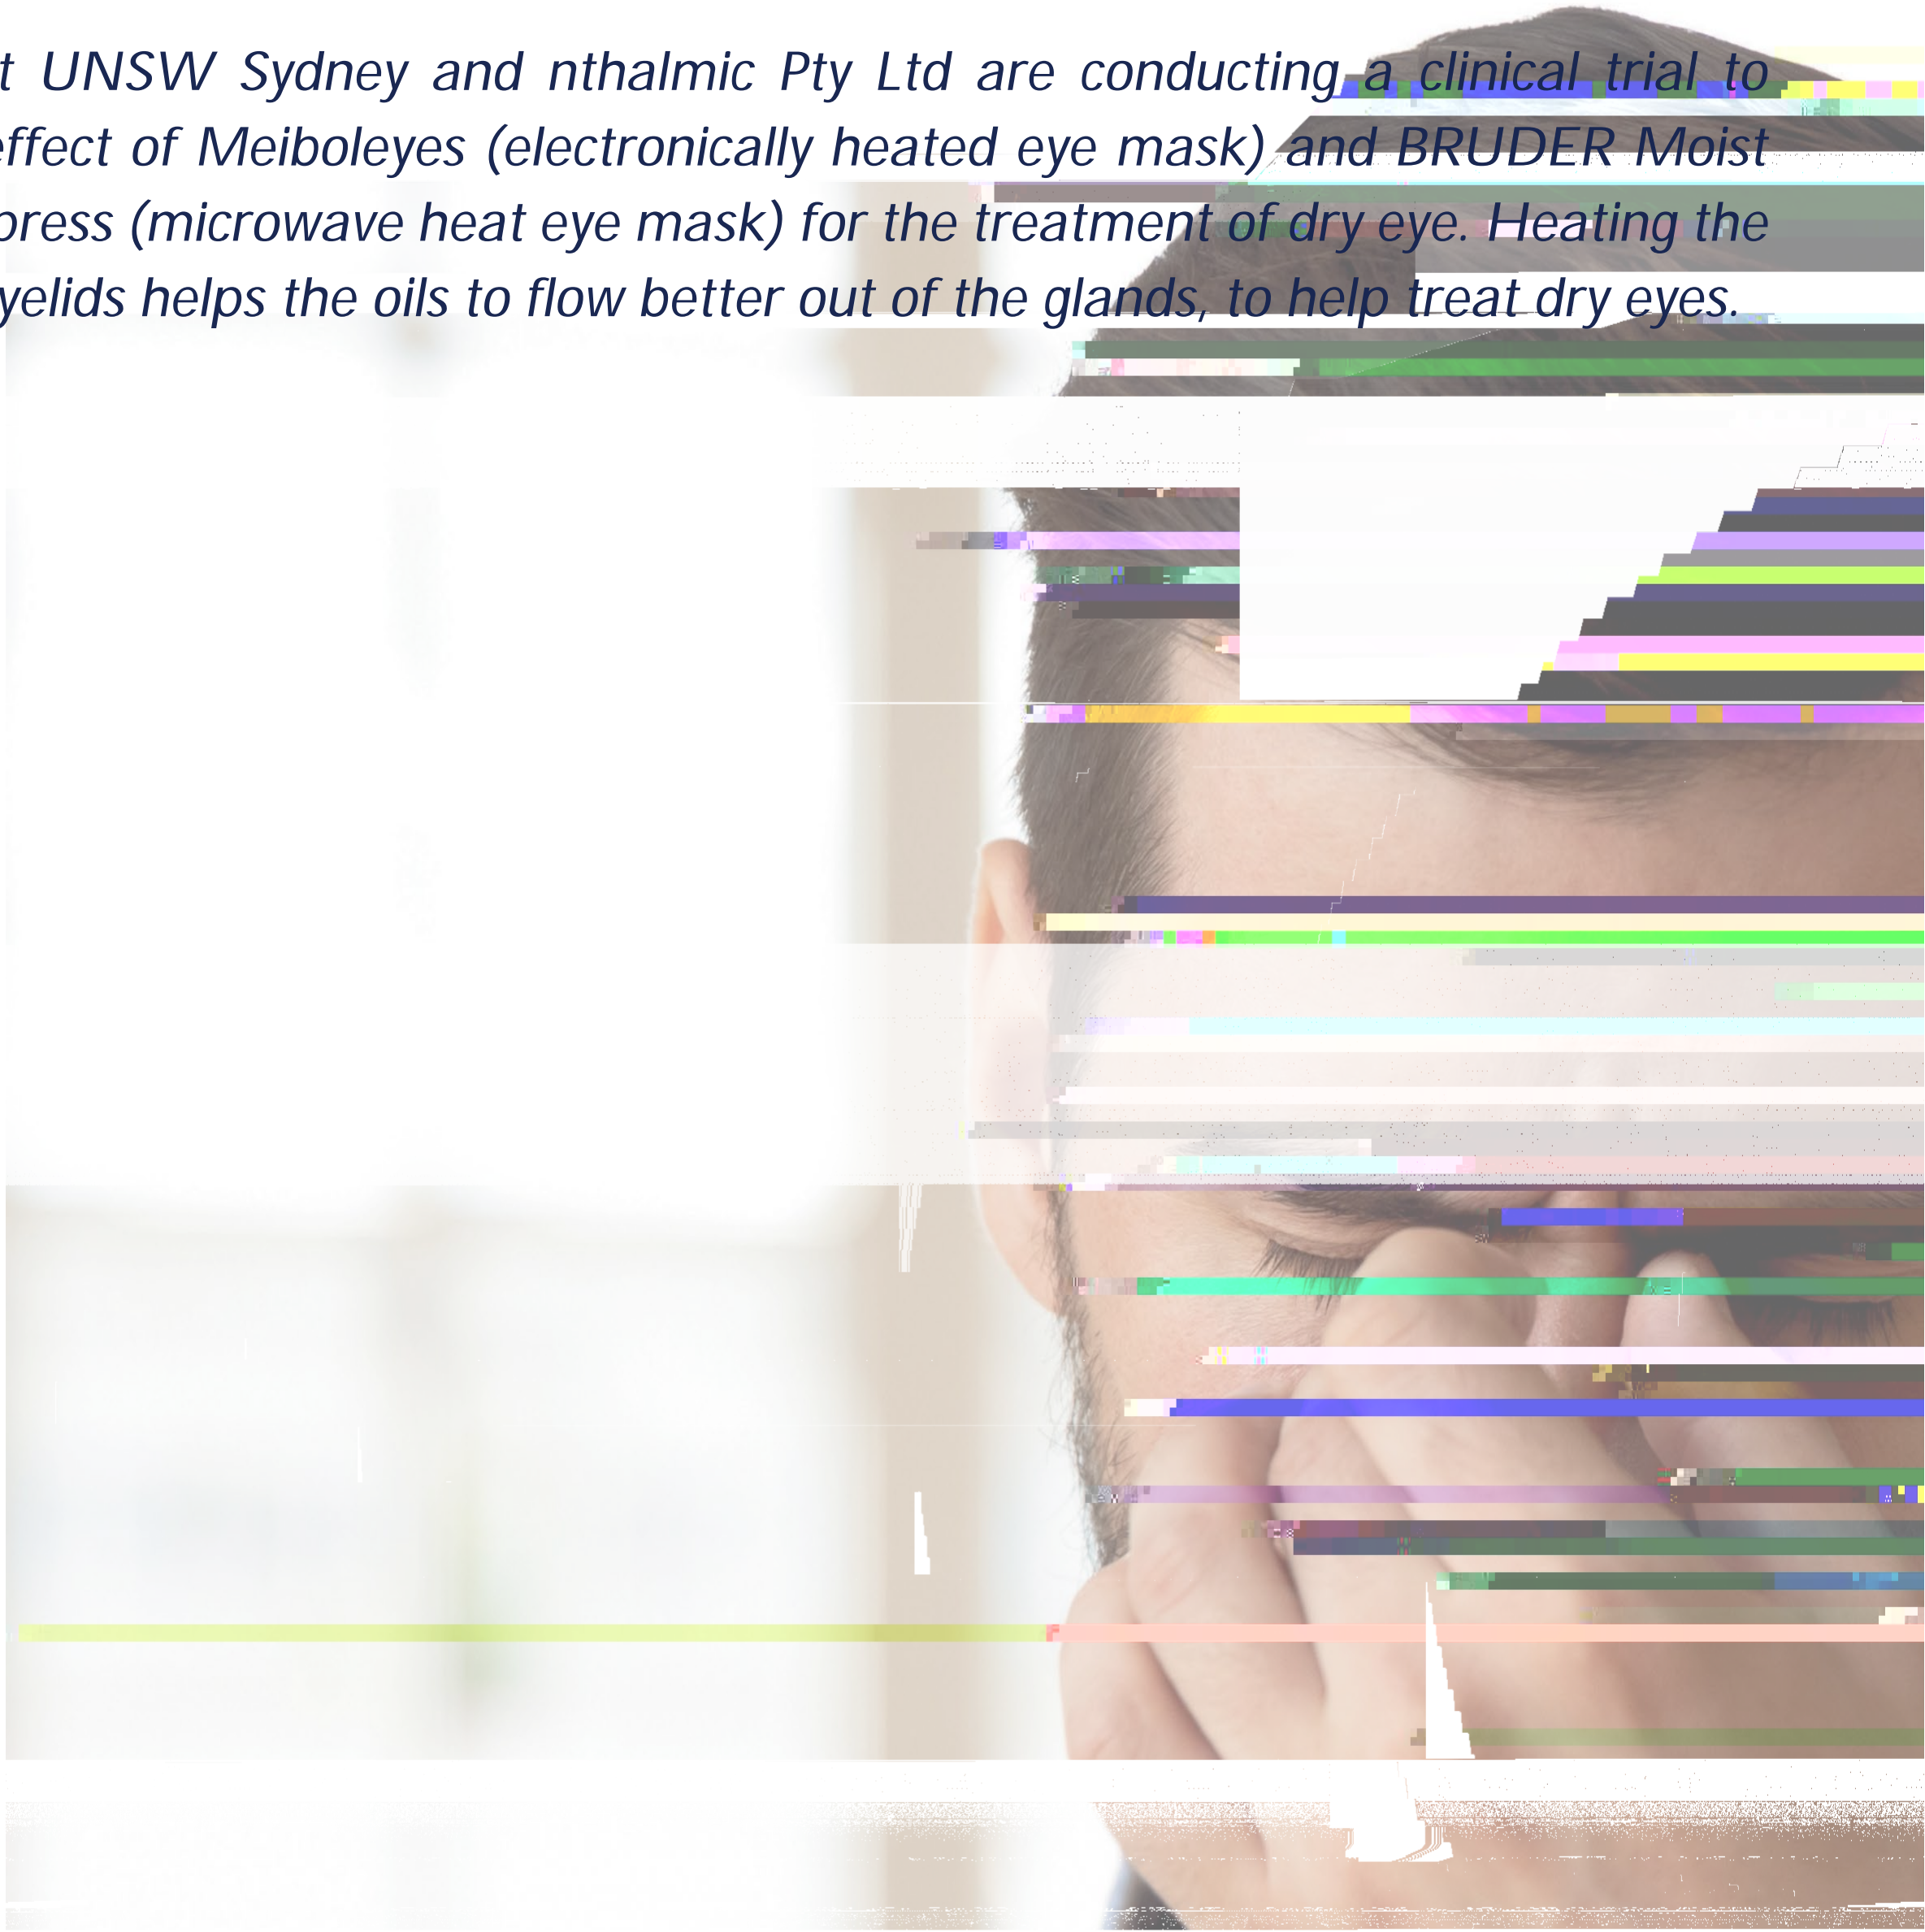 t UNSW Sydney and nthalmic Pty Ltd are conducting a clinical trial to
effect of Meiboleyes (electronically heated eye mask) and BRUDER Moist
press (microwave heat eye mask) for the treatment of dry eye. Heating the
yelids helps the oils to flow better out of the glands, to help treat dry eyes.